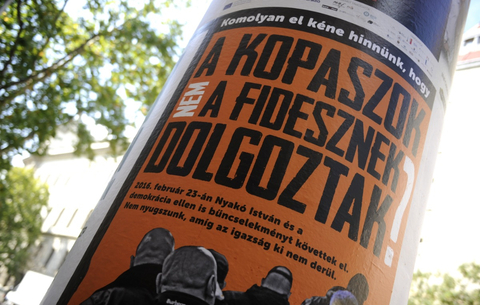 Komolyan el kéne hinnünk, hogy
A KOPASZOK
NEM A FIDESZNEK
DOLGOZTAK?
2016. február 23-án Nyakó István és a
demokrácia ellen is bűncselekményt követtek el.
Nem nyugszunk, amíg az igazság ki nem derül.